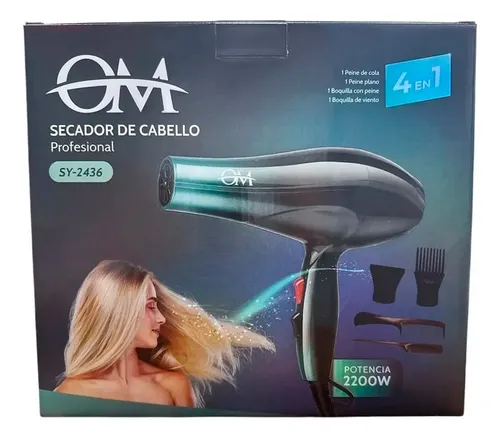 OM
SECADOR DE CABELLO
Profesional
SY-2436
1 Peine de cola
1 Peine plano
1 Boquilla con peine
1 Boquilla de viento
4 EN 1
OM
POTENCIA
2200W